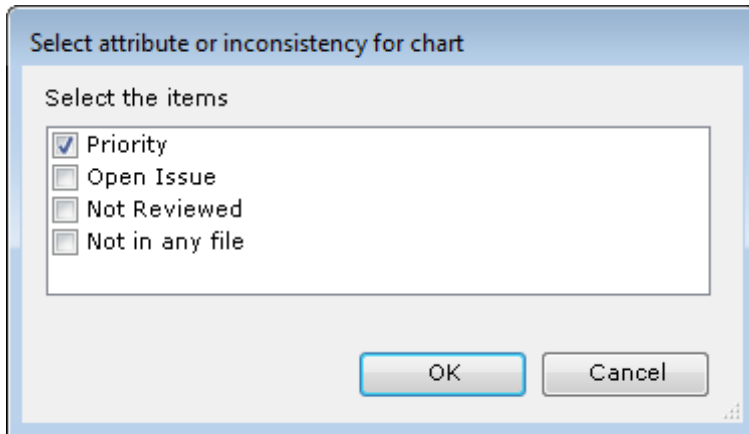 Select attribute or inconsistency for chart
Select the items
Priority
Open Issue
Not Reviewed
Not in any file
OK Cancel